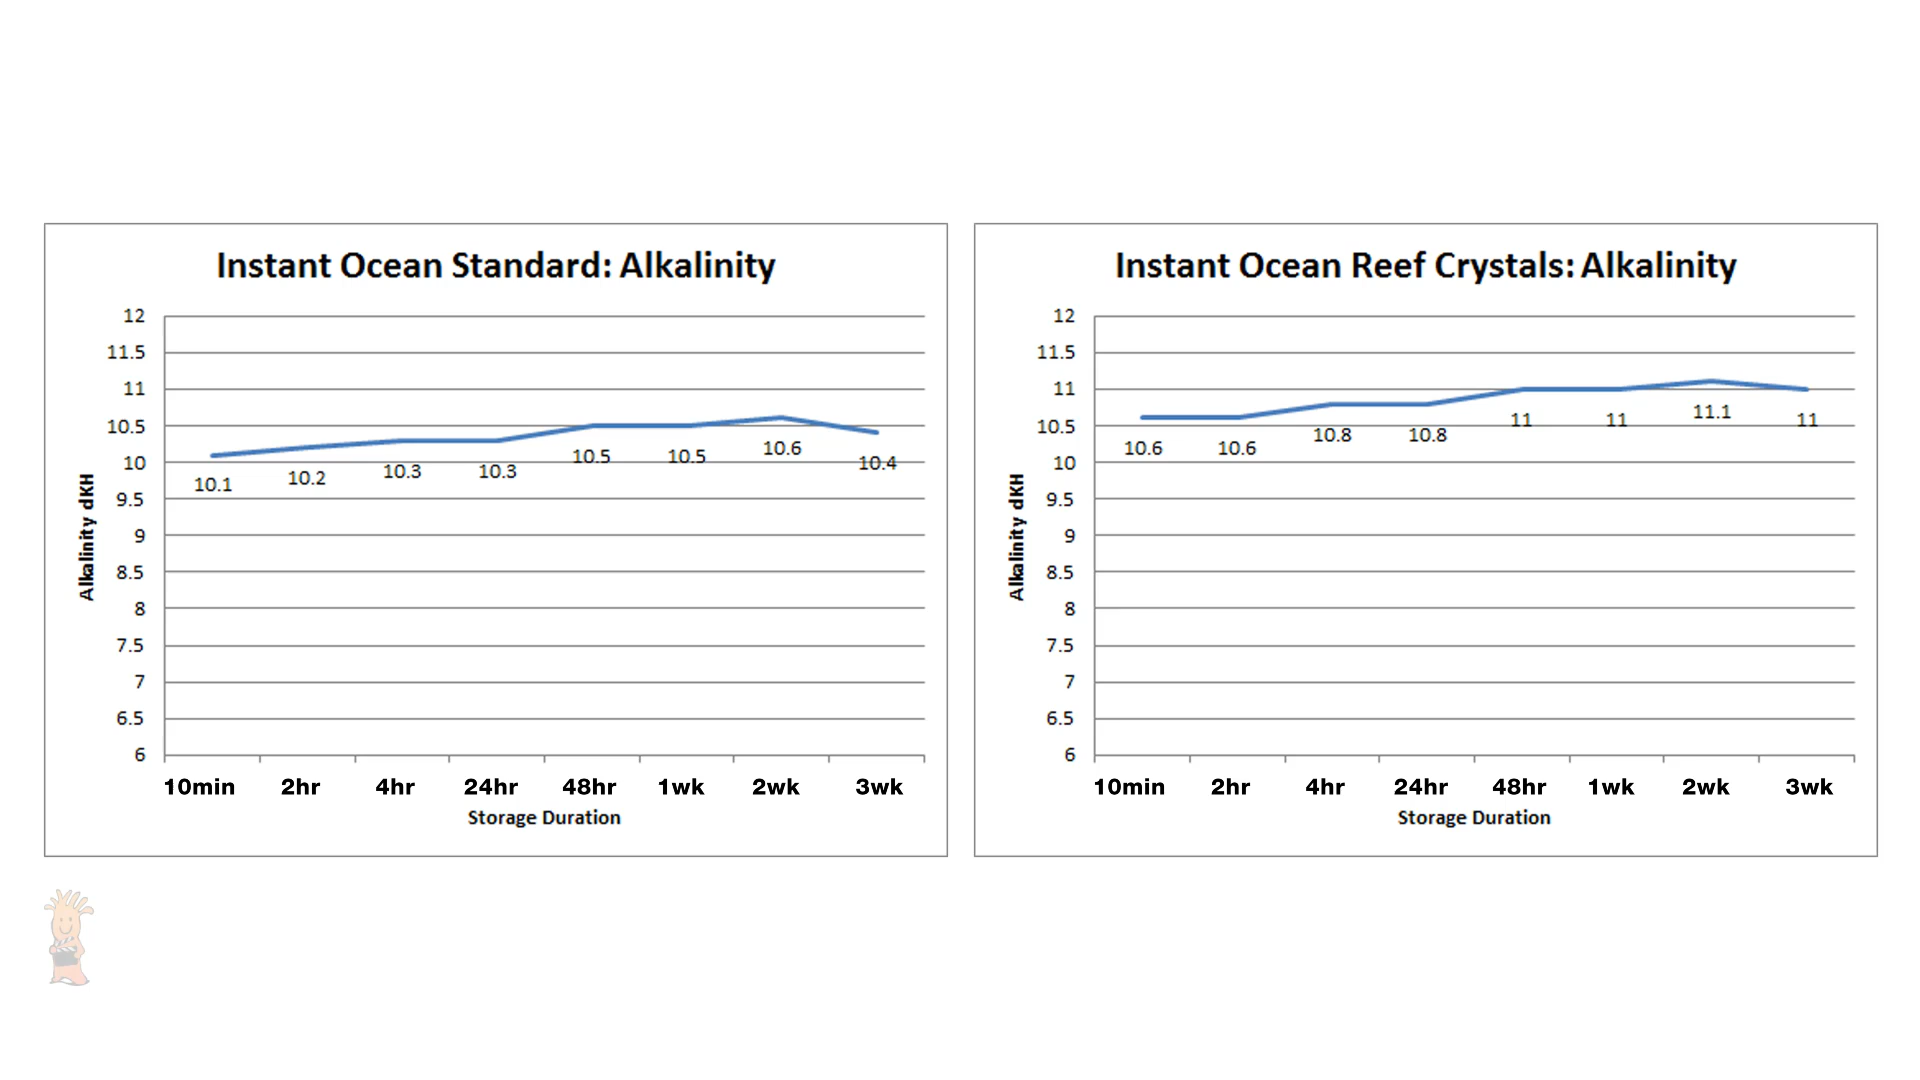 Instant Ocean Standard: Alkalinity
12
11.5
11
10.5
10
9.5
9
8.5
8
7.5
7
6.5
6
Alkalinity dKH
10.1 10.2 10.3 10.3 10.5 10.5 10.6 10.4
10min 2hr 4hr 24hr 48hr 1wk 2wk 3wk
Storage Duration
Instant Ocean Reef Crystals: Alkalinity
12
11.5
11
10.5
10
9.5
9
8.5
8
7.5
7
6.5
6
Alkalinity dKH
10.6 10.6 10.8 10.8 11 11 11.1 11
10min 2hr 4hr 24hr 48hr 1wk 2wk 3wk
Storage Duration